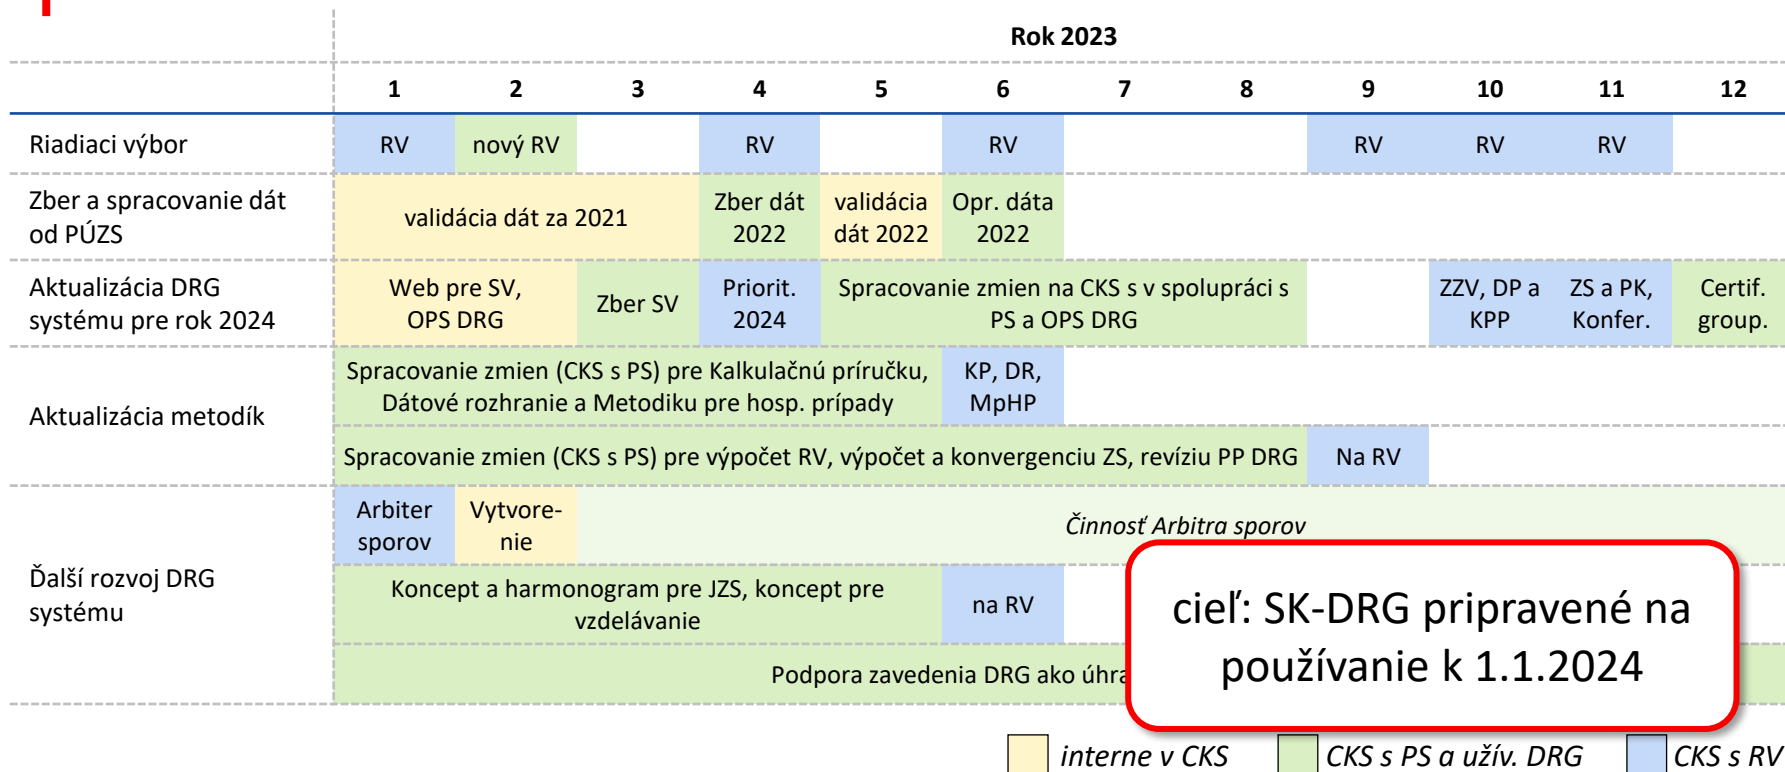 Rok 2023
1 2 3 4 5 6 7 8 9 10 11 12
Riadiaci výbor RV nový RV RV RV RV RV RV
Zber a spracovanie dát
od PÚZS
validácia dát za 2021
Zber dát
2022
validácia
dát 2022
Opr. dáta
2022
Aktualizácia DRG
systému pre rok 2024
Web pre SV,
OPS DRG
Zber SV
Priorit.
2024
Spracovanie zmien na CKS s v spolupráci s
PS a OPS DRG
ZZV, DP a
KPP
ZS a PK,
Konfer.
Certif.
group.
Aktualizácia metodík
Spracovanie zmien (CKS s PS) pre Kalkulačnú príručku,
Dátové rozhranie a Metodiku pre hosp. prípady
KP, DR,
MpHP
Spracovanie zmien (CKS s PS) pre výpočet RV, výpočet a konvergenciu ZS, revíziu PP DRG
Na RV
Ďalší rozvoj DRG
systému
Arbiter
sporov
Vytvore-
nie
Činnosť Arbitra sporov
Koncept a harmonogram pre JZS, koncept pre
vzdelávanie
na RV
Podpora zavedenia DRG ako
cieľ: SK-DRG pripravené na
používanie k 1.1.2024
interne v CKS CKS s PS a užív. DRG CKS s RV